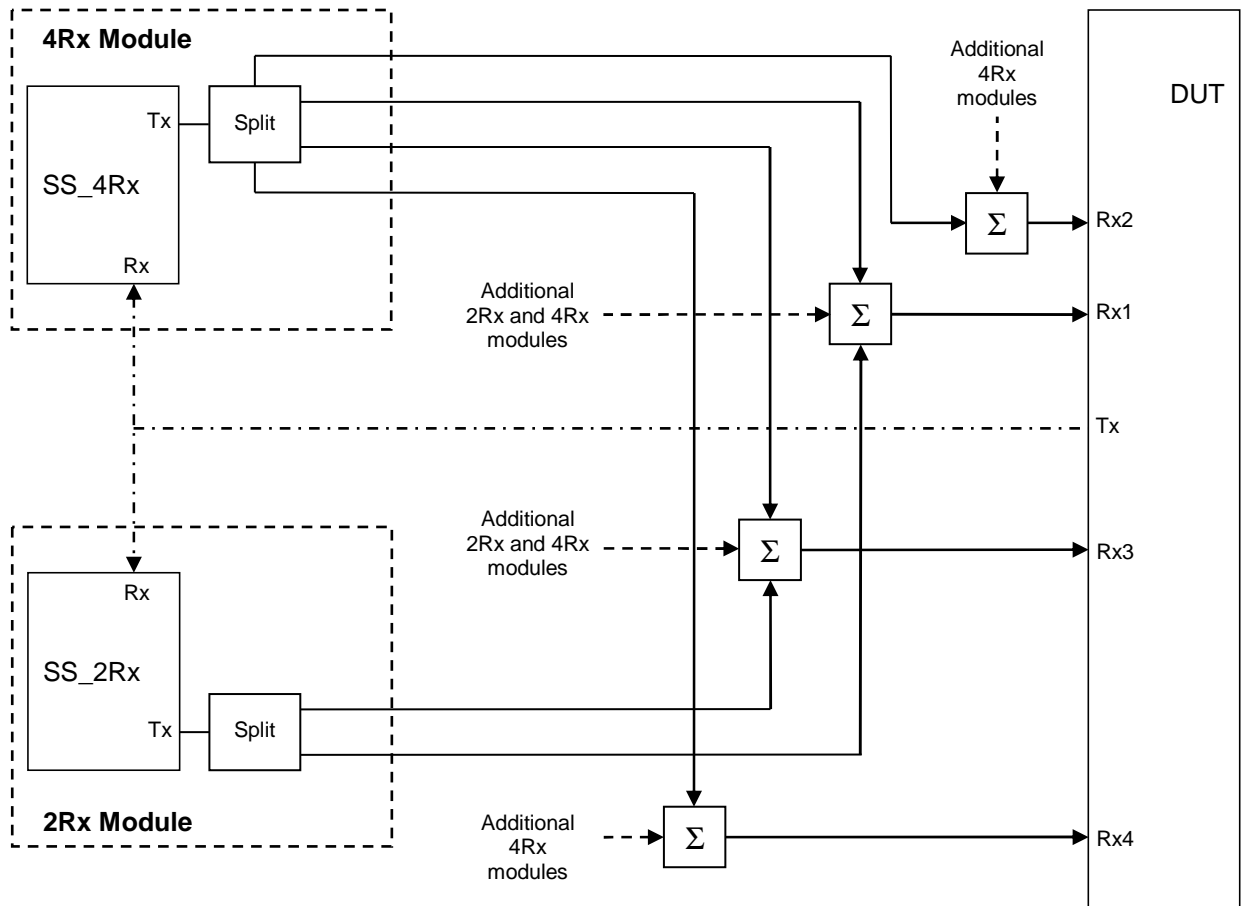 4Rx Module
Additional
4Rx
modules
DUT
Tx
Split
SS_4Rx
Σ
Rx2
Rx
Additional
2Rx and 4Rx
modules
Σ
Rx1
Tx
Additional
2Rx and 4Rx
modules
Σ
Rx3
Rx
SS_2Rx
Tx
Split
2Rx Module
Additional
4Rx
modules
Σ
Rx4